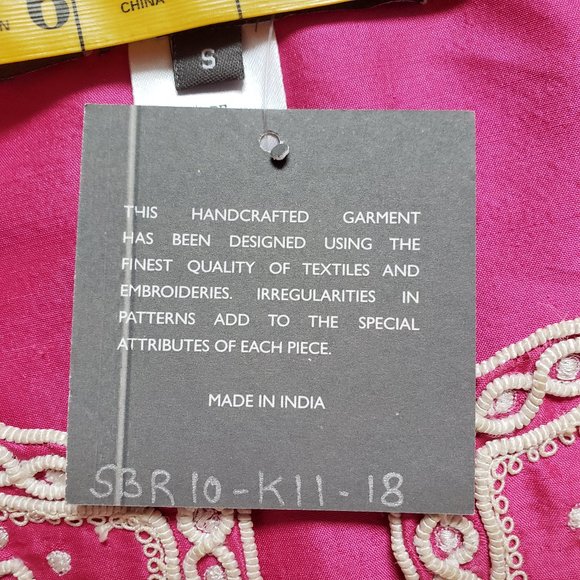 6
CHINA
S
THIS HANDCRAFTED GARMENT
HAS BEEN DESIGNED USING THE
FINEST QUALITY OF TEXTILES AND
EMBROIDERIES. IRREGULARITIES IN
PATTERNS ADD TO THE SPECIAL
ATTRIBUTES OF EACH PIECE.
MADE IN INDIA
SBR10-K11-18